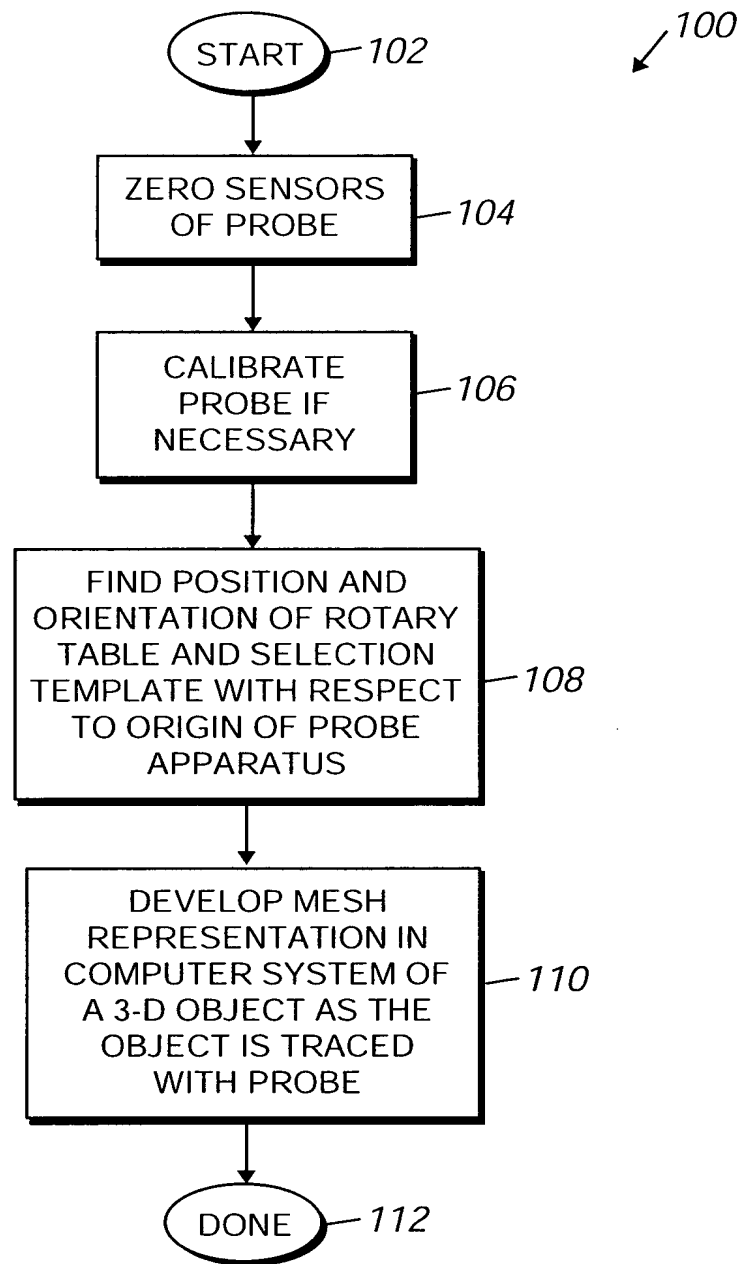 100
START
102
ZERO SENSORS
OF PROBE
104
CALIBRATE
PROBE IF
NECESSARY
106
FIND POSITION AND
ORIENTATION OF ROTARY
TABLE AND SELECTION
TEMPLATE WITH RESPECT
TO ORIGIN OF PROBE
APPARATUS
108
DEVELOP MESH
REPRESENTATION IN
COMPUTER SYSTEM OF
A 3-D OBJECT AS THE
OBJECT IS TRACED
WITH PROBE
110
DONE
112